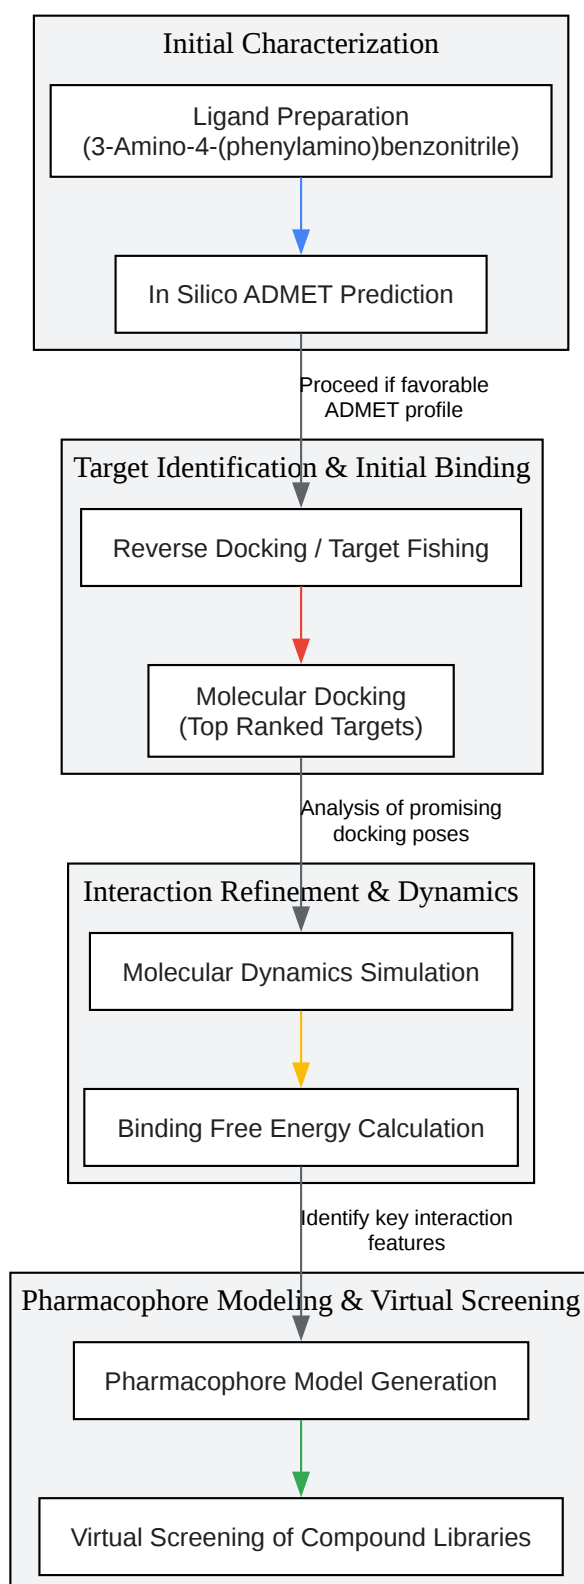 Initial Characterization
Ligand Preparation
(3-Amino-4-(phenylamino)benzonitrile)
In Silico ADMET Prediction
Proceed if favorable
ADMET profile
Target Identification & Initial Binding
Reverse Docking / Target Fishing
Molecular Docking
(Top Ranked Targets)
Analysis of promising
docking poses
Interaction Refinement & Dynamics
Molecular Dynamics Simulation
Binding Free Energy Calculation
Identify key interaction
features
Pharmacophore Modeling & Virtual Screening
Pharmacophore Model Generation
Virtual Screening of Compound Libraries